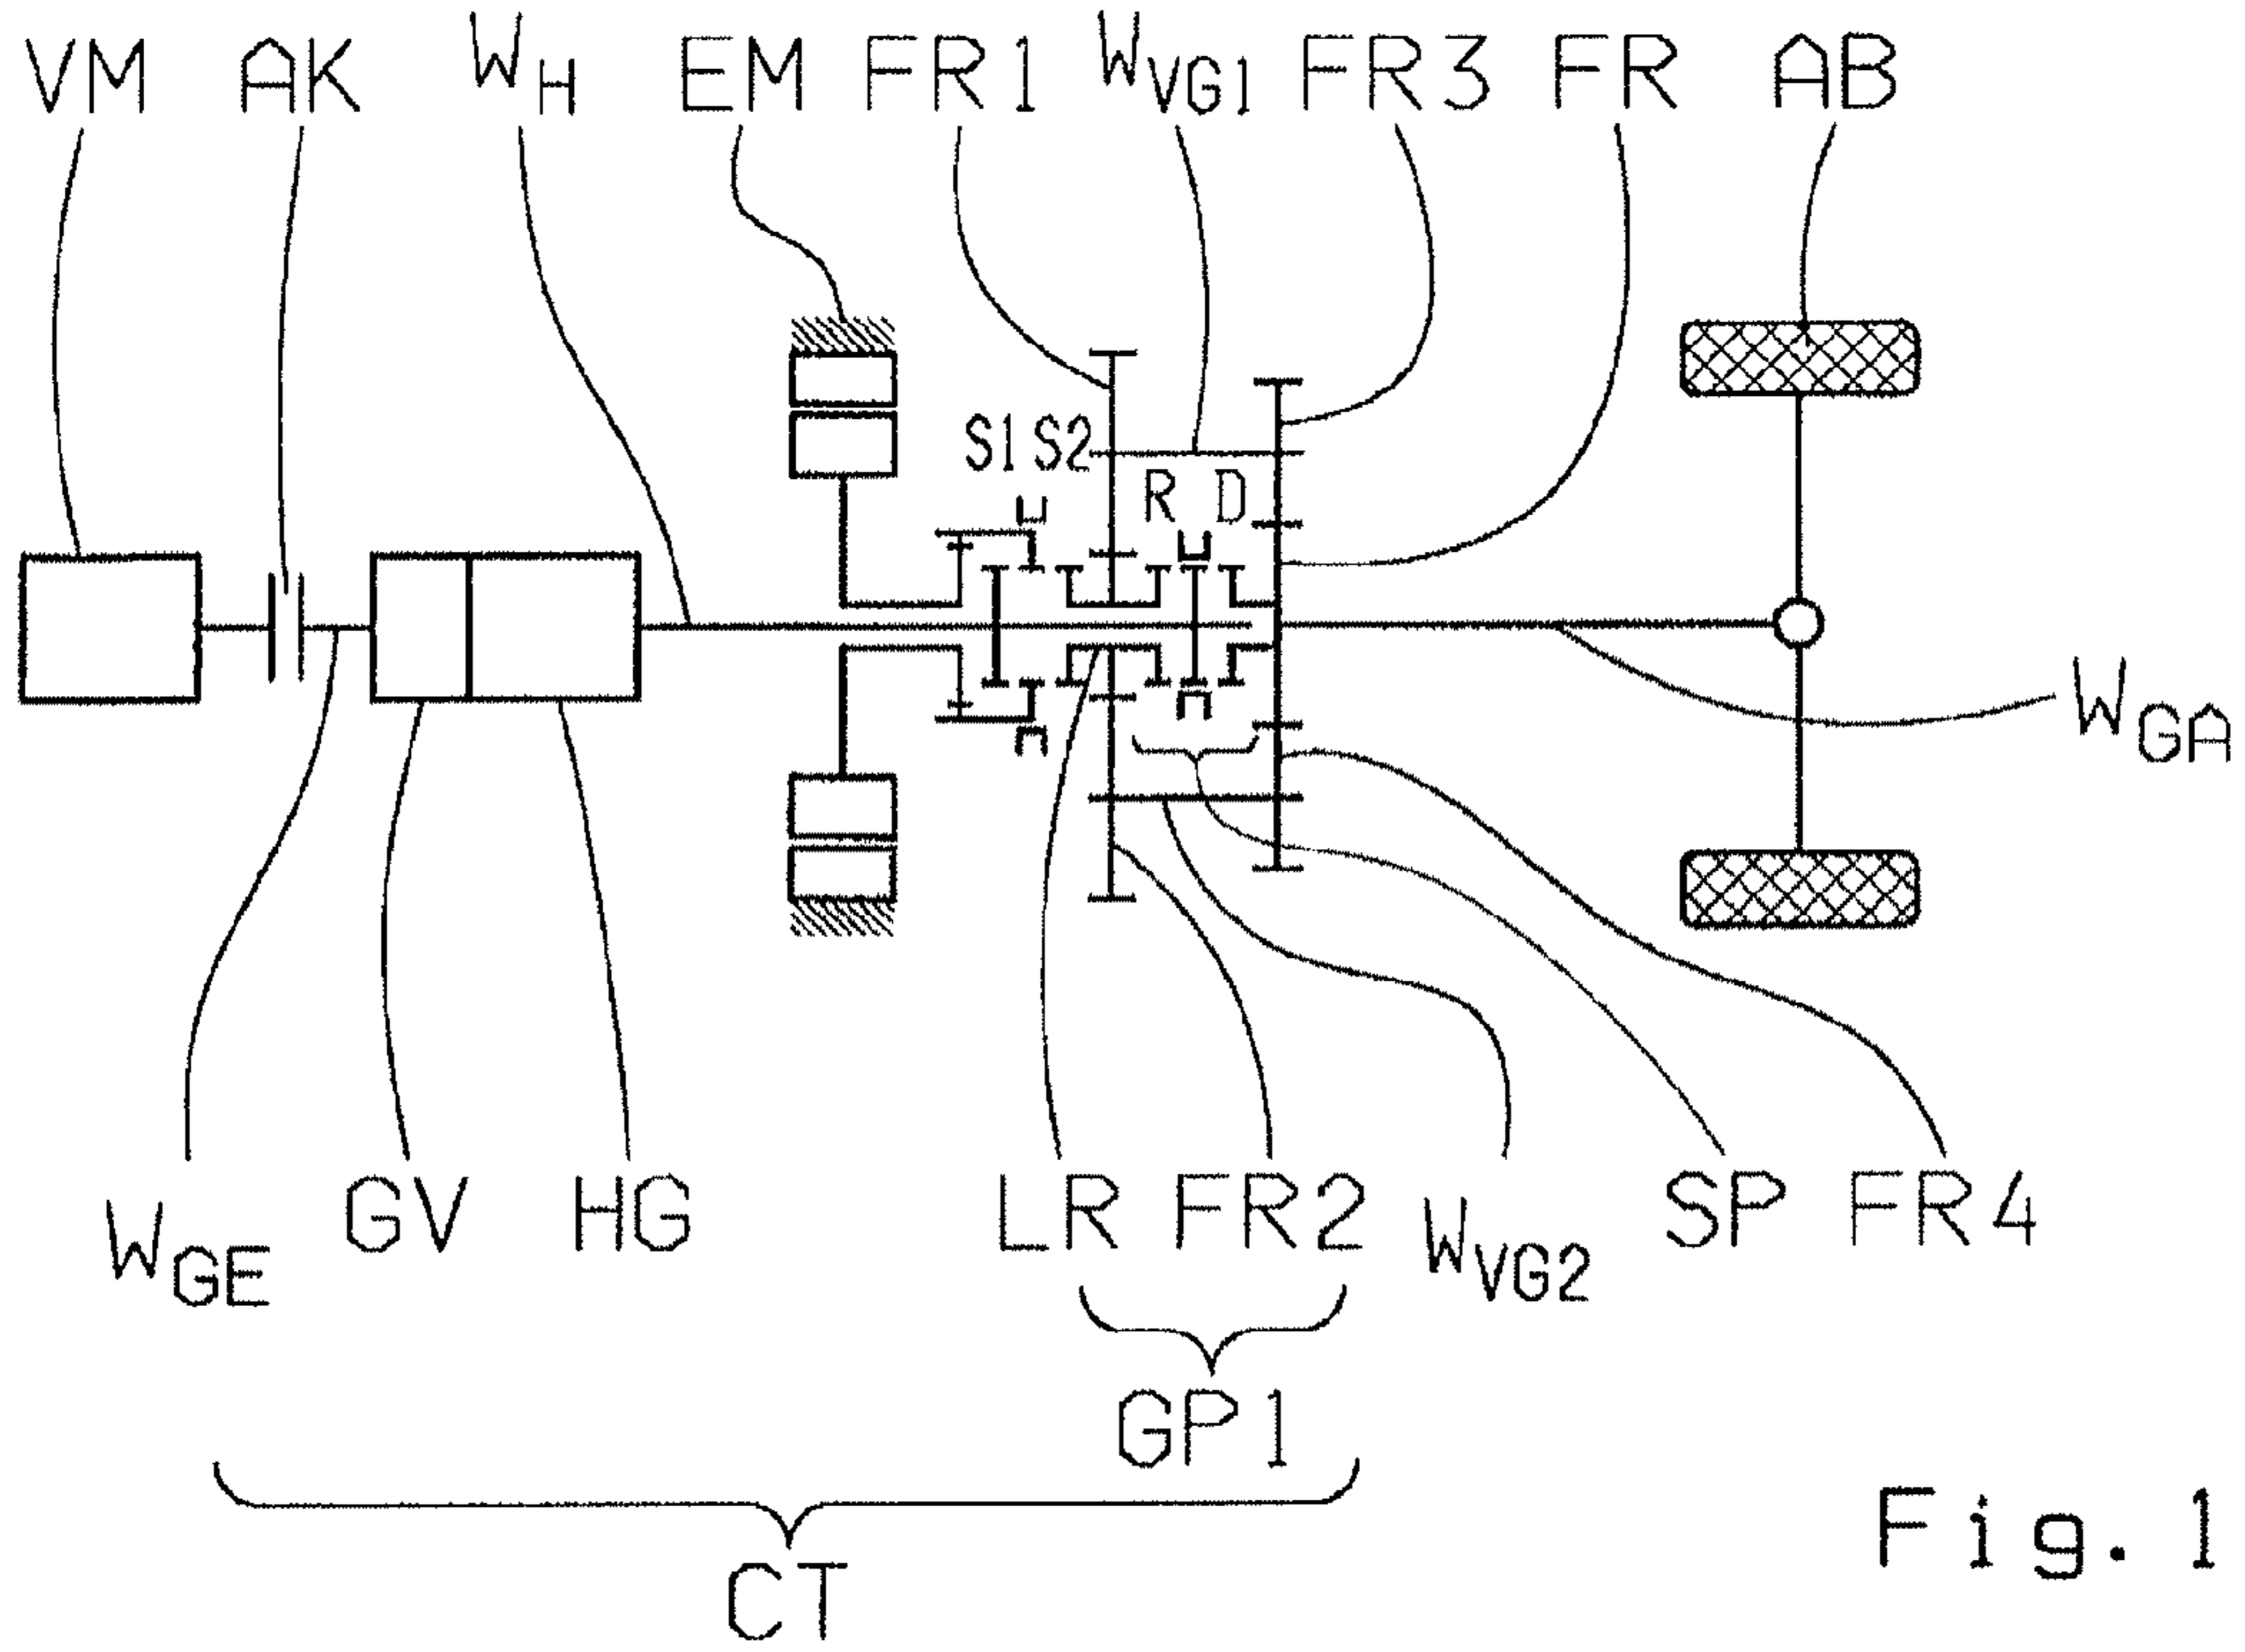 VM AK W_H EM FR1 W_VG1 FR3 FR AB
S1 S2
R D
W_GA
W_GE GV HG LR FR2 W_VG2 SP FR4
GP1
CT
Fig. 1